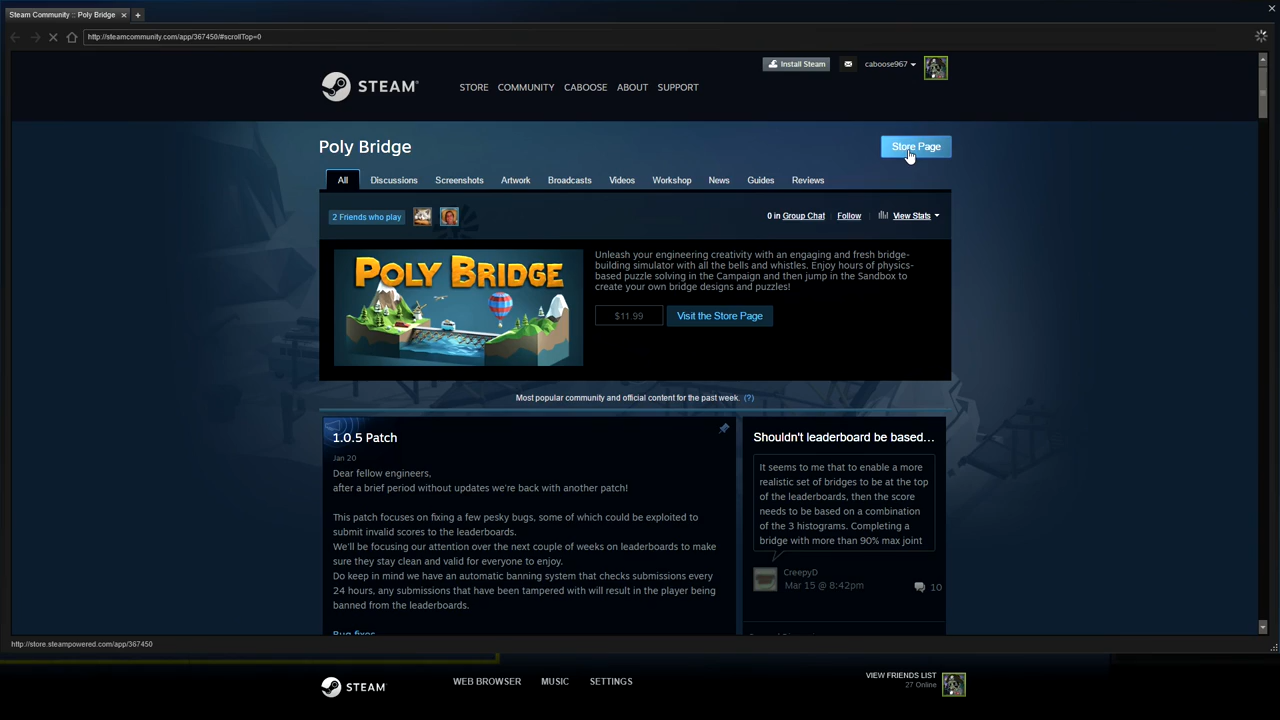 Steam Community :: Poly Bridge
http://steamcommunity.com/app/367450/#scrollTop=0
Install Steam
caboose967
STEAM
STORE COMMUNITY CABOOSE ABOUT SUPPORT
Poly Bridge
Store Page
All Discussions Screenshots Artwork Broadcasts Videos Workshop News Guides Reviews
2 Friends who play
0 in Group Chat Follow View Stats
POLY BRIDGE
Unleash your engineering creativity with an engaging and fresh bridge-
building simulator with all the bells and whistles. Enjoy hours of physics-
based puzzle solving in the Campaign and then jump in the Sandbox to
create your own bridge designs and puzzles!
$11.99 Visit the Store Page
Most popular community and official content for the past week. (?)
1.0.5 Patch
Jan 20
Dear fellow engineers,
after a brief period without updates we're back with another patch!
This patch focuses on fixing a few pesky bugs, some of which could be exploited to
submit invalid scores to the leaderboards.
We'll be focusing our attention over the next couple of weeks on leaderboards to make
sure they stay clean and valid for everyone to enjoy.
Do keep in mind we have an automatic banning system that checks submissions every
24 hours, any submissions that have been tampered with will result in the player being
banned from the leaderboards.
Bug fixes
Shouldn't leaderboard be based...
It seems to me that to enable a more
realistic set of bridges to be at the top
of the leaderboards, then the score
needs to be based on a combination
of the 3 histograms. Completing a
bridge with more than 90% max joint
CreepyD
Mar 15 @ 8:42pm
10
http://store.steampowered.com/app/367450
STEAM
WEB BROWSER MUSIC SETTINGS
VIEW FRIENDS LIST
27 Online